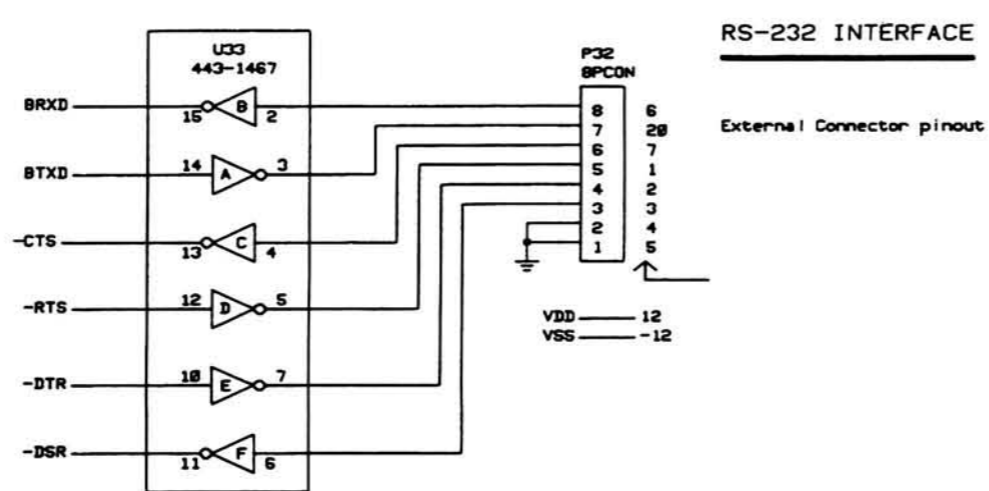 RS-232 INTERFACE
External Connector pinout
U33
443-1467
P32
8PCON
BRXD
15
B
2
8
6
BTXD
14
A
3
7
20
-CTS
13
C
4
6
7
-RTS
12
D
5
5
1
-DTR
10
E
7
4
2
-DSR
11
F
6
3
3
2
4
1
5
VDD 12
VSS -12